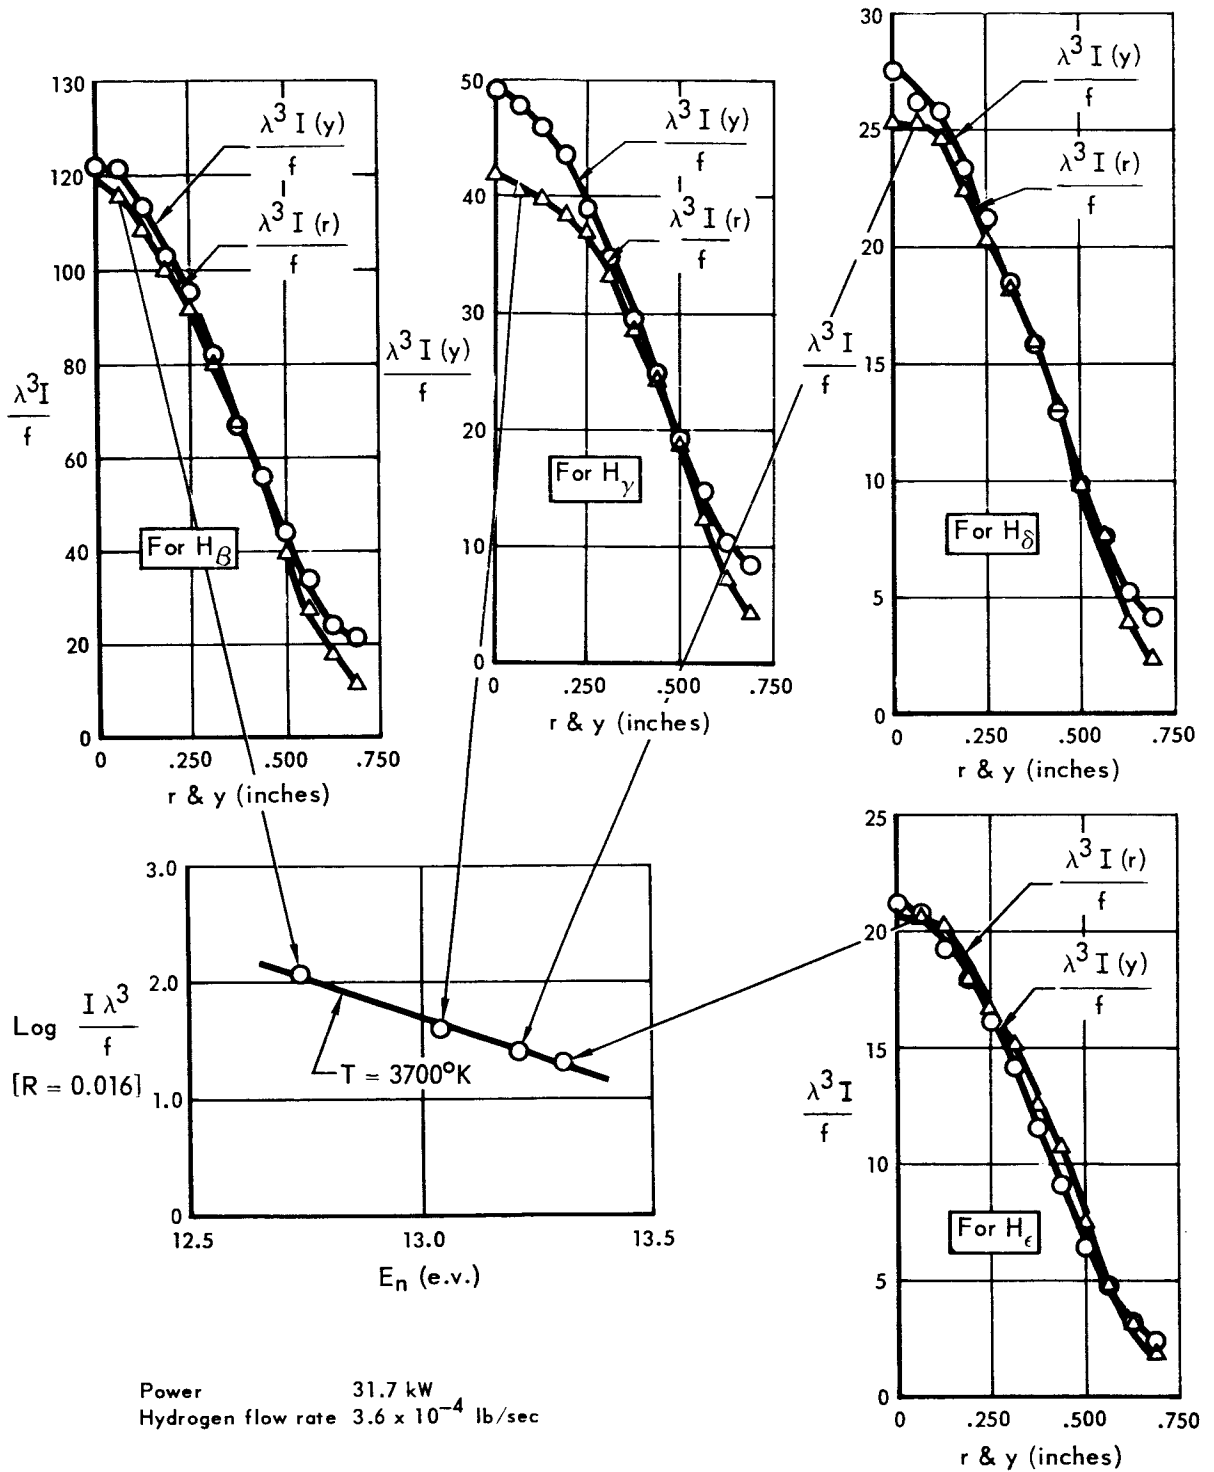 130
120
100
80
60
40
20
0
0
.250
.500
.750
r & y (inches)
λ³I
f
λ³ I (y)
f
λ³ I (r)
f
For H_β
50
40
30
20
10
0
0
.250
.500
.750
r & y (inches)
λ³ I (y)
f
λ³ I (y)
f
λ³ I (r)
f
For H_γ
30
25
20
15
10
5
0
0
.250
.500
.750
r & y (inches)
λ³ I
f
λ³ I (y)
f
λ³ I (r)
f
For H_δ
3.0
2.0
1.0
0
12.5
13.0
13.5
E_n (e.v.)
Log I λ³
f
[R = 0.016]
T = 3700°K
25
20
15
10
5
0
0
.250
.500
.750
r & y (inches)
λ³ I
f
λ³ I (r)
f
λ³ I (y)
f
For H_ε
Power 31.7 kW
Hydrogen flow rate 3.6 x 10⁻⁴ lb/sec